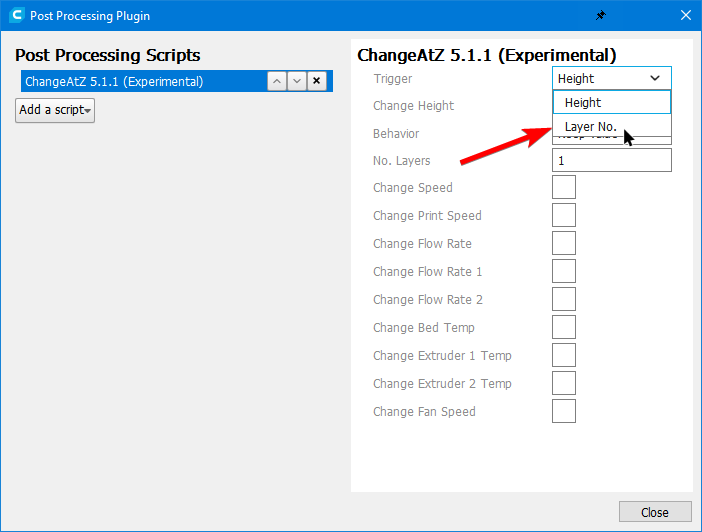 Post Processing Plugin
Post Processing Scripts
ChangeAtZ 5.1.1 (Experimental)
Add a script
ChangeAtZ 5.1.1 (Experimental)
Trigger
Height
Height
Change Height
Layer No.
Behavior
No. Layers
1
Change Speed
Change Print Speed
Change Flow Rate
Change Flow Rate 1
Change Flow Rate 2
Change Bed Temp
Change Extruder 1 Temp
Change Extruder 2 Temp
Change Fan Speed
Close